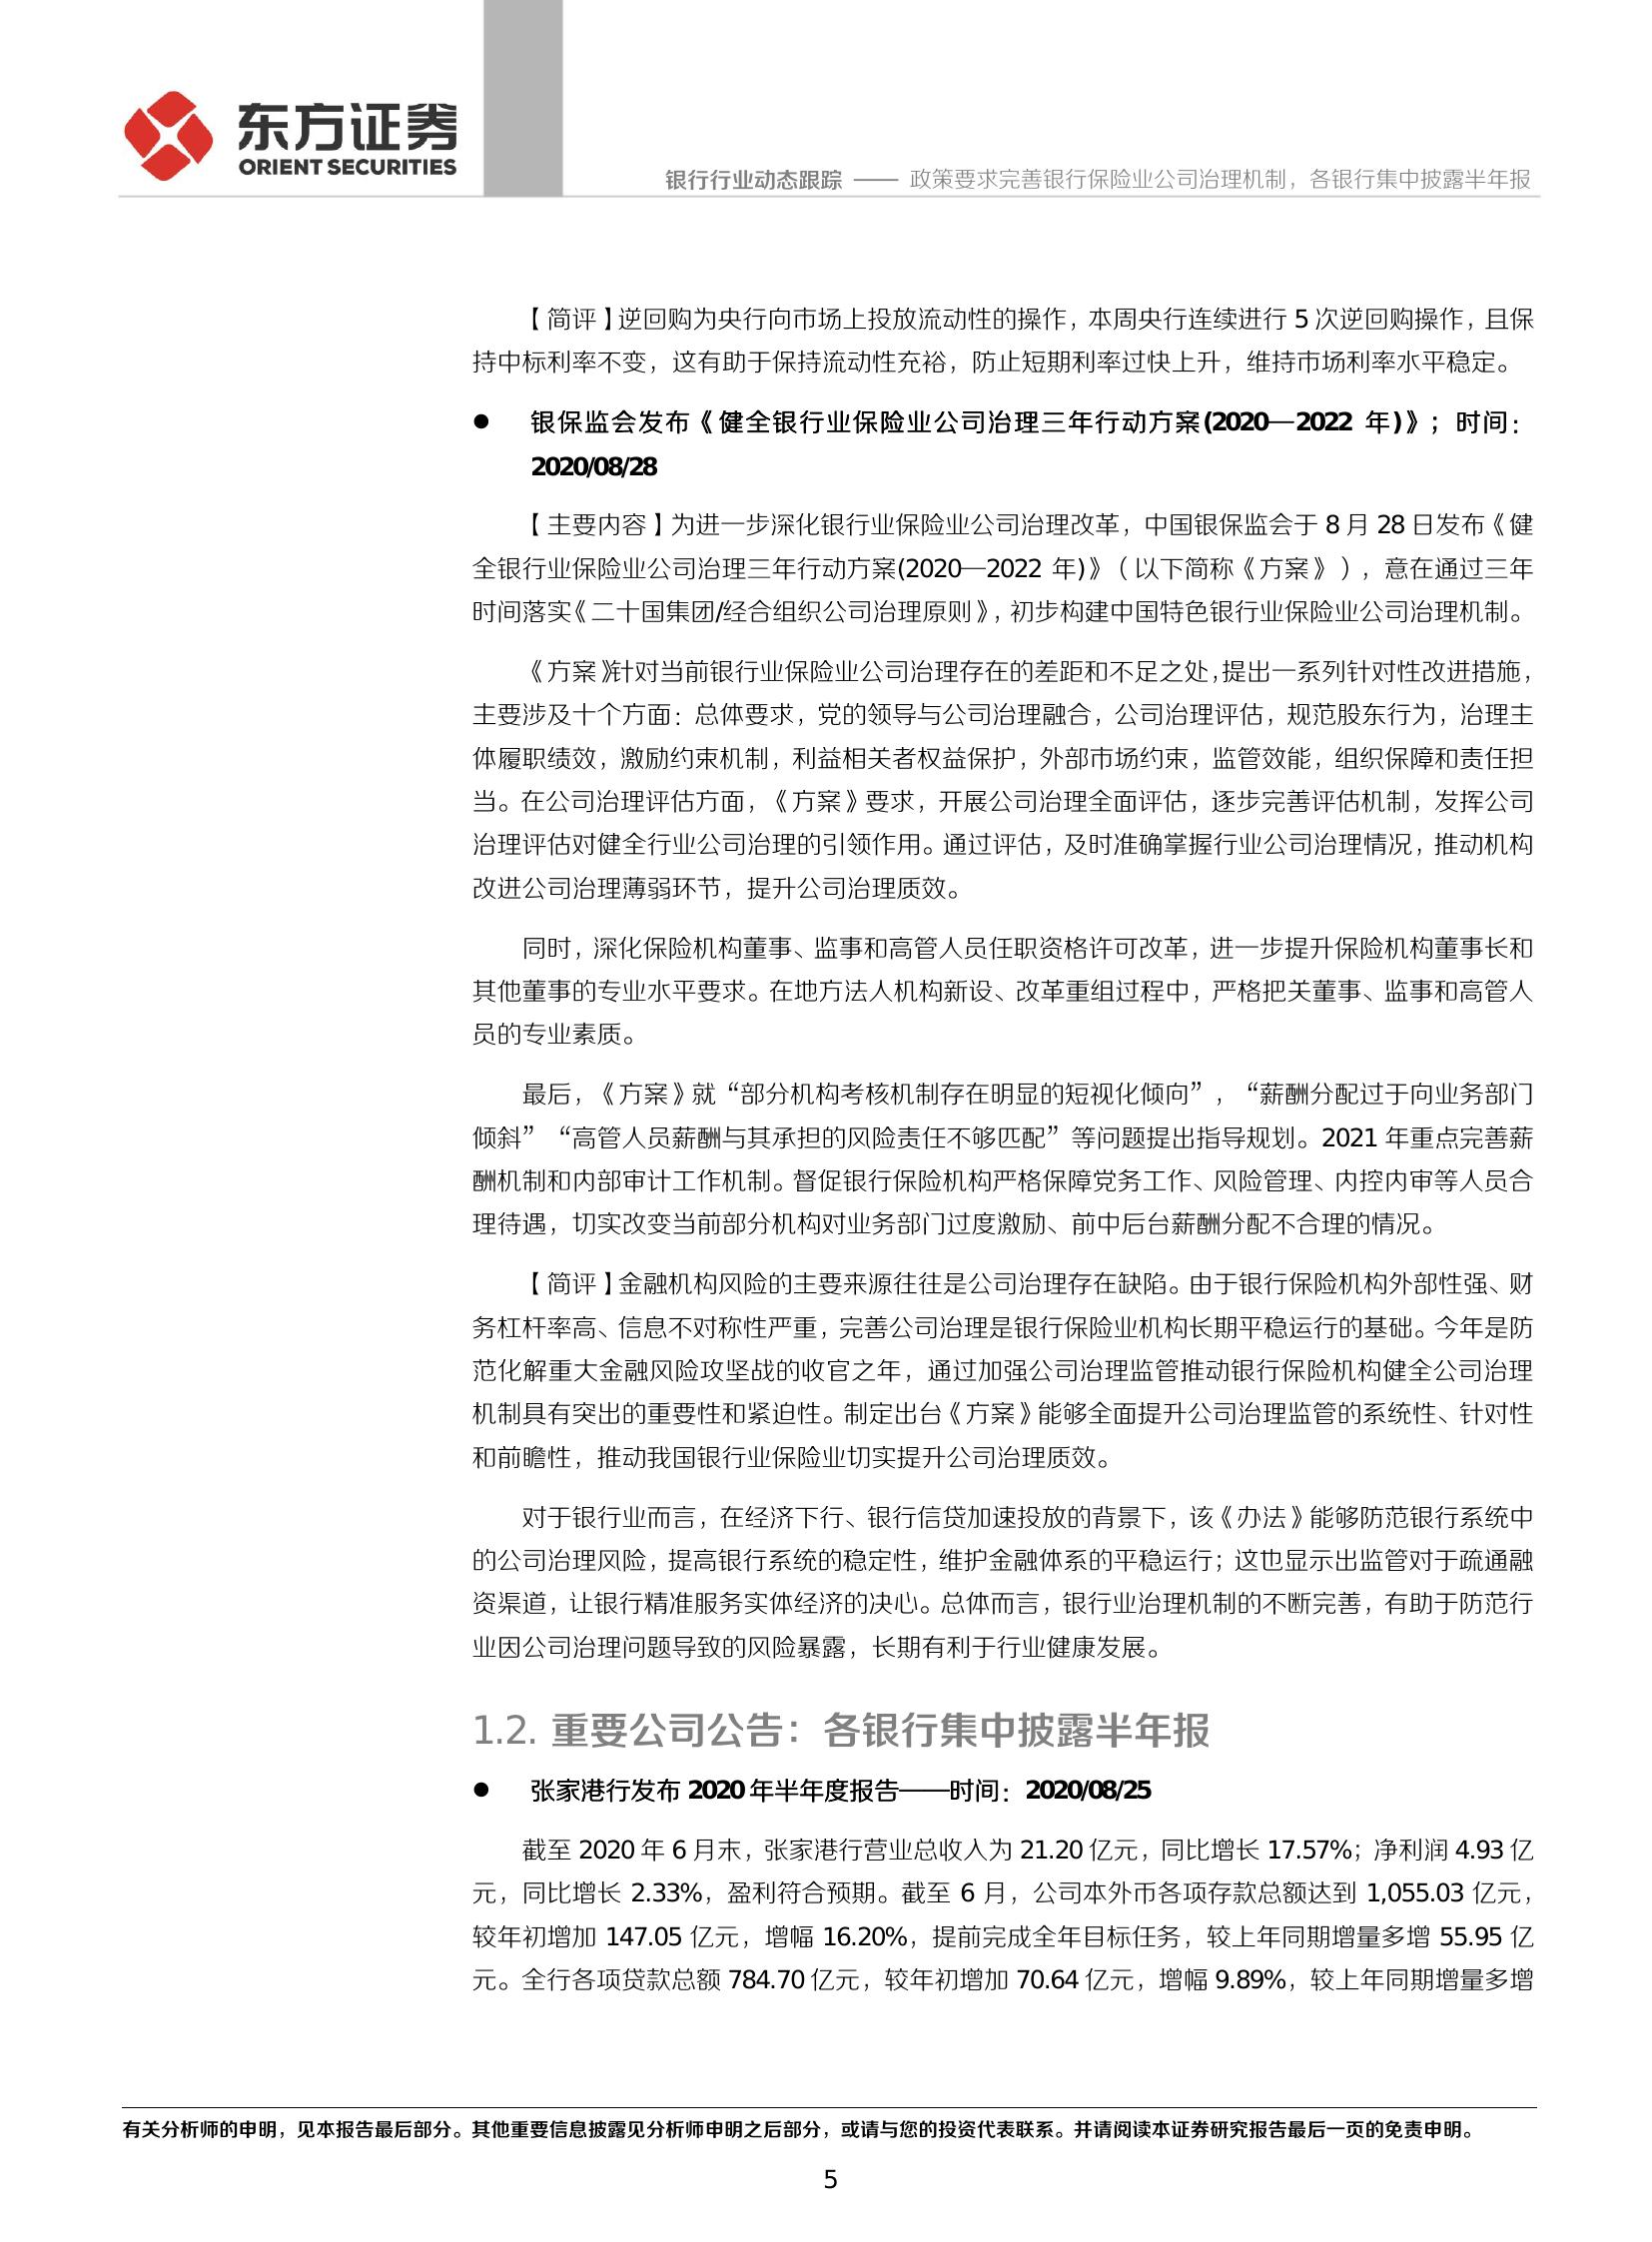 东方证券
ORIENT SECURITIES
银行行业动态跟踪 —— 政策要求完善银行保险业公司治理机制，各银行集中披露半年报
【简评】逆回购为央行向市场上投放流动性的操作，本周央行连续进行 5 次逆回购操作，且保
持中标利率不变，这有助于保持流动性充裕，防止短期利率过快上升，维持市场利率水平稳定。
● 银保监会发布《健全银行业保险业公司治理三年行动方案(2020—2022 年)》；时间：
2020/08/28
【主要内容】为进一步深化银行业保险业公司治理改革，中国银保监会于 8 月 28 日发布《健
全银行业保险业公司治理三年行动方案(2020—2022 年)》（以下简称《方案》），意在通过三年
时间落实《二十国集团/经合组织公司治理原则》，初步构建中国特色银行业保险业公司治理机制。
《方案》针对当前银行业保险业公司治理存在的差距和不足之处，提出一系列针对性改进措施，
主要涉及十个方面：总体要求，党的领导与公司治理融合，公司治理评估，规范股东行为，治理主
体履职绩效，激励约束机制，利益相关者权益保护，外部市场约束，监管效能，组织保障和责任担
当。在公司治理评估方面，《方案》要求，开展公司治理全面评估，逐步完善评估机制，发挥公司
治理评估对健全行业公司治理的引领作用。通过评估，及时准确掌握行业公司治理情况，推动机构
改进公司治理薄弱环节，提升公司治理质效。
同时，深化保险机构董事、监事和高管人员任职资格许可改革，进一步提升保险机构董事长和
其他董事的专业水平要求。在地方法人机构新设、改革重组过程中，严格把关董事、监事和高管人
员的专业素质。
最后，《方案》就“部分机构考核机制存在明显的短视化倾向”，“薪酬分配过于向业务部门
倾斜”“高管人员薪酬与其承担的风险责任不够匹配”等问题提出指导规划。2021 年重点完善薪
酬机制和内部审计工作机制。督促银行保险机构严格保障党务工作、风险管理、内控内审等人员合
理待遇，切实改变当前部分机构对业务部门过度激励、前中后台薪酬分配不合理的情况。
【简评】金融机构风险的主要来源往往是公司治理存在缺陷。由于银行保险机构外部性强、财
务杠杆率高、信息不对称性严重，完善公司治理是银行保险业机构长期平稳运行的基础。今年是防
范化解重大金融风险攻坚战的收官之年，通过加强公司治理监管推动银行保险机构健全公司治理
机制具有突出的重要性和紧迫性。制定出台《方案》能够全面提升公司治理监管的系统性、针对性
和前瞻性，推动我国银行业保险业切实提升公司治理质效。
对于银行业而言，在经济下行、银行信贷加速投放的背景下，该《办法》能够防范银行系统中
的公司治理风险，提高银行系统的稳定性，维护金融体系的平稳运行；这也显示出监管对于疏通融
资渠道，让银行精准服务实体经济的决心。总体而言，银行业治理机制的不断完善，有助于防范行
业因公司治理问题导致的风险暴露，长期有利于行业健康发展。
1.2. 重要公司公告：各银行集中披露半年报
● 张家港行发布 2020 年半年度报告——时间：2020/08/25
截至 2020 年 6 月末，张家港行营业总收入为 21.20 亿元，同比增长 17.57%；净利润 4.93 亿
元，同比增长 2.33%，盈利符合预期。截至 6 月，公司本外币各项存款总额达到 1,055.03 亿元，
较年初增加 147.05 亿元，增幅 16.20%，提前完成全年目标任务，较上年同期增量多增 55.95 亿
元。全行各项贷款总额 784.70 亿元，较年初增加 70.64 亿元，增幅 9.89%，较上年同期增量多增
有关分析师的申明，见本报告最后部分。其他重要信息披露见分析师申明之后部分，或请与您的投资代表联系。并请阅读本证券研究报告最后一页的免责申明。
5